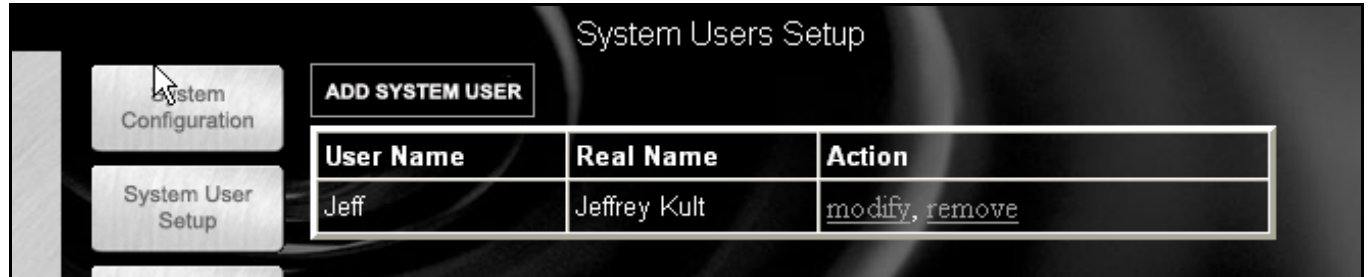 System Users Setup
System
Configuration
ADD SYSTEM USER
User Name Real Name Action
System User
Setup
Jeff Jeffrey Kult modify, remove